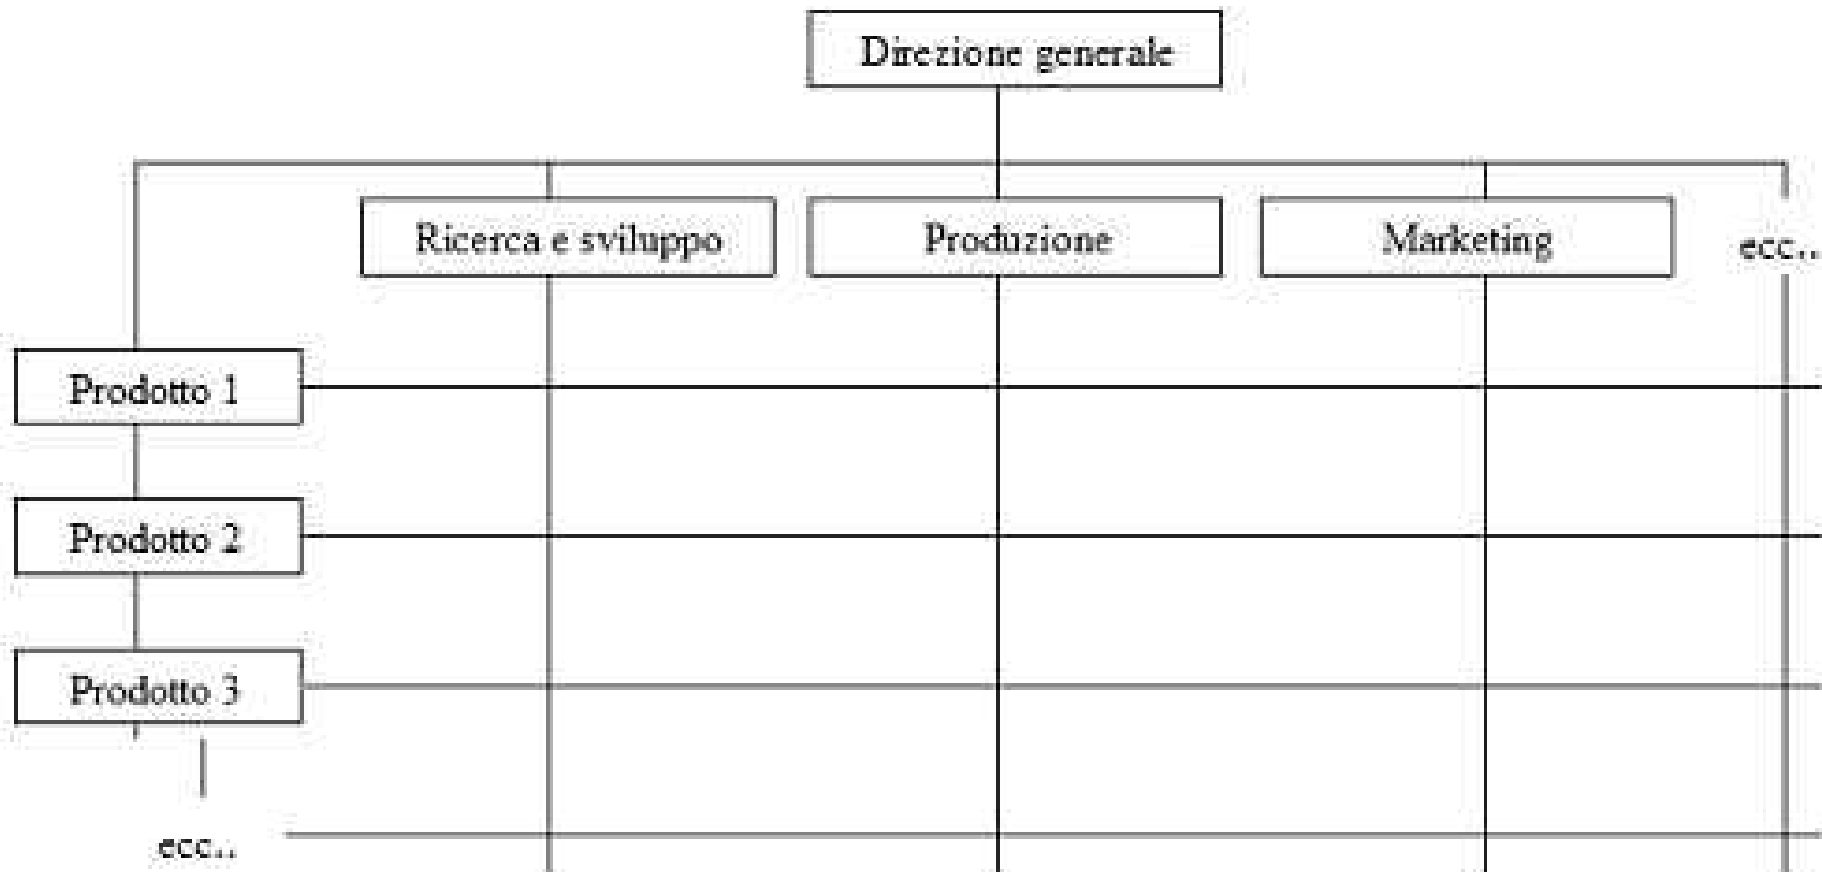 Direzione generale
Ricerca e sviluppo
Produzione
Marketing
ecc..
Prodotto 1
Prodotto 2
Prodotto 3
ecc..